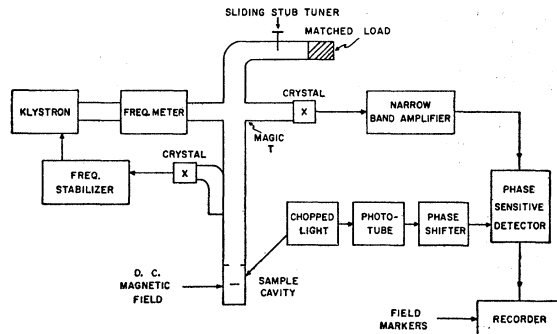 SLIDING STUB TUNER
MATCHED LOAD
KLYSTRON
FREQ. METER
CRYSTAL
X
NARROW
BAND AMPLIFIER
MAGIC
T
CRYSTAL
X
FREQ.
STABILIZER
CHOPPED
LIGHT
PHOTO-
TUBE
PHASE
SHIFTER
PHASE
SENSITIVE
DETECTOR
D. C.
MAGNETIC
FIELD
SAMPLE
CAVITY
FIELD
MARKERS
RECORDER